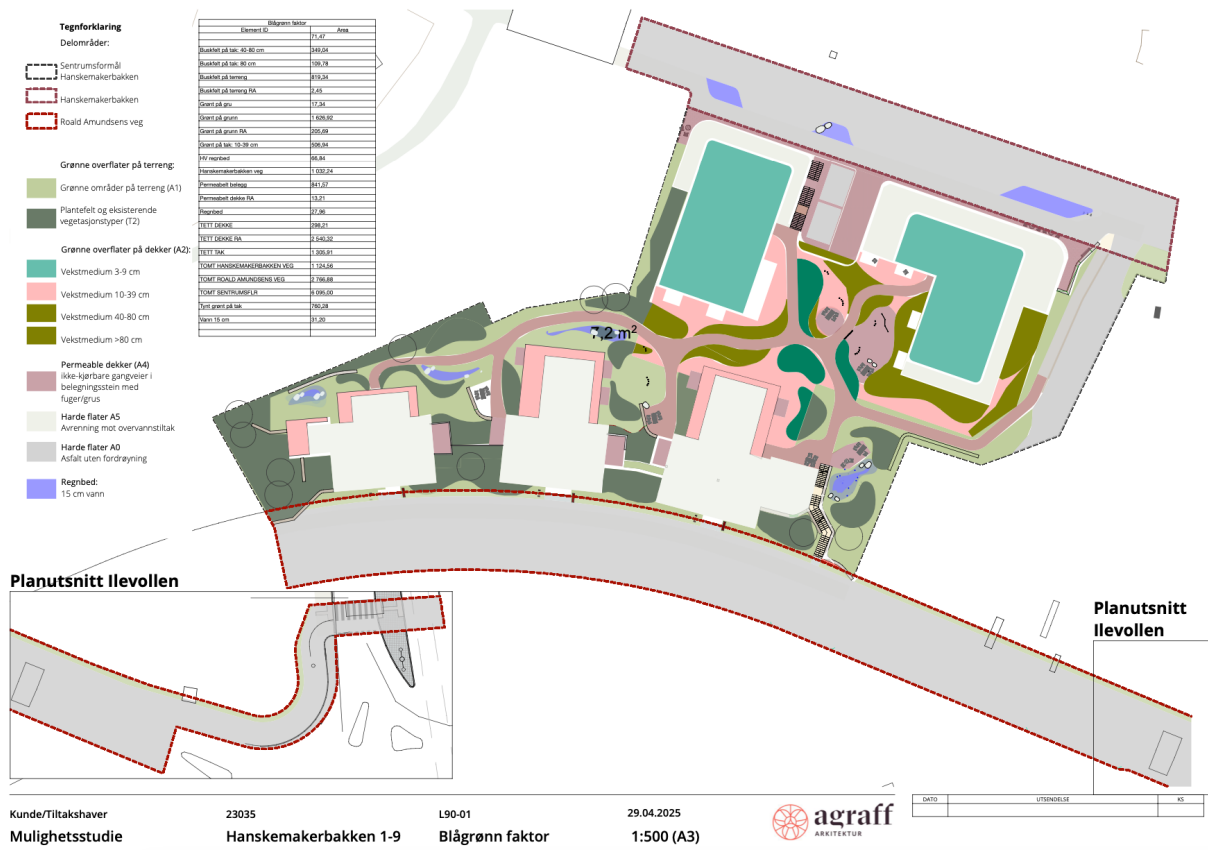 Tegnforklaring
Delområder:
Sentrumsformål
Hanskemakerbakken
Hanskemakerbakken
Roald Amundsens veg
Grønne overflater på terreng:
Grønne områder på terreng (A1)
Plantefelt og eksisterende
vegetasjonstyper (T2)
Grønne overflater på dekker (A2):
Vekstmedium 3-9 cm
Vekstmedium 10-39 cm
Vekstmedium 40-80 cm
Vekstmedium >80 cm
Permeable dekker (A4)
Ikke-kjørbare gangveier i
belegningsstein med
fuger/grus
Harde flater A5
Avrenning mot overvannstiltak
Harde flater A0
Asfalt uten fordrøyning
Regnbed:
15 cm vann
Blågrønn faktor
Element ID Area
71,47
Buskfelt på tak: 40-80 cm 349,04
Buskfelt på tak: 80 cm 109,78
Buskfelt på terreng 819,34
Buskfelt på terreng RA 2,45
Grønt på gru 17,34
Grønt på grunn 1 626,92
Grønt på grunn RA 205,69
Grønt på tak: 10-39 cm 506,94
HV regnbed 66,84
Hanskemakerbakken veg 1 032,24
Permeabelt belegg 841,57
Permeabelt dekke RA 13,21
Regnbed 27,96
TETT DEKKE 298,21
TETT DEKKE RA 2 540,32
TETT TAK 1 305,91
TOMT HANSKEMAKERBAKKEN VEG 1 124,56
TOMT ROALD AMUNDSENS VEG 2 766,88
TOMT SENTRUMSFLR 6 095,00
Tynt grønt på tak 760,28
Vann 15 cm 31,20
7,2 m²
Planutsnitt Ilevollen
Planutsnitt
Ilevollen
DATO UTSENDELSE KS
Kunde/Tiltakshaver 23035 L90-01 29.04.2025
Mulighetsstudie Hanskemakerbakken 1-9 Blågrønn faktor 1:500 (A3)
agraff
ARKITEKTUR